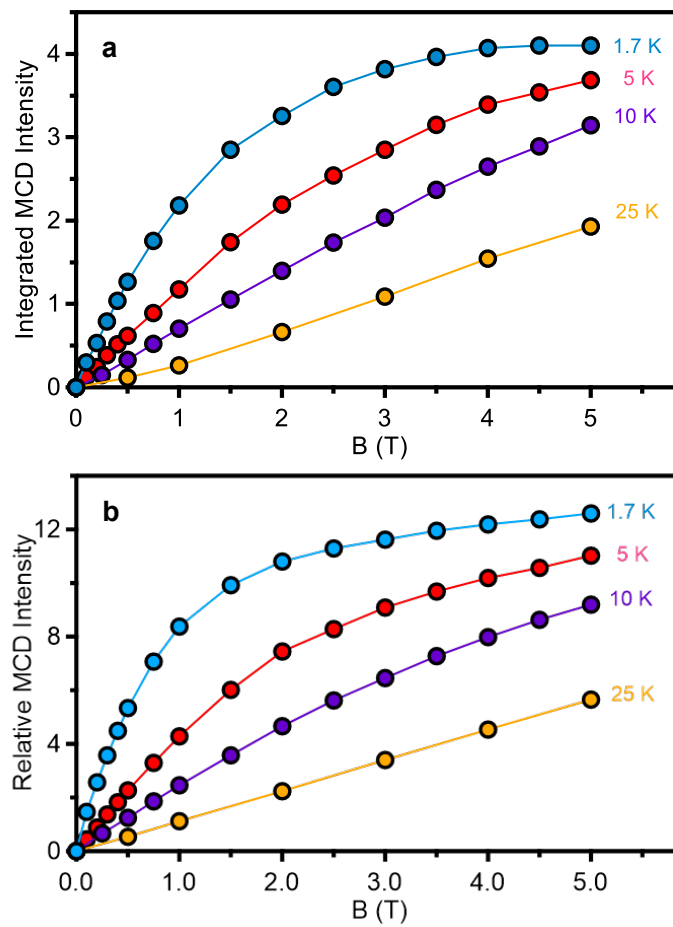 a
1.7 K
5 K
10 K
25 K
Integrated MCD Intensity
4
3
2
1
0
0 1 2 3 4 5
B (T)
b
1.7 K
5 K
10 K
25 K
Relative MCD Intensity
12
8
4
0
0.0 1.0 2.0 3.0 4.0 5.0
B (T)